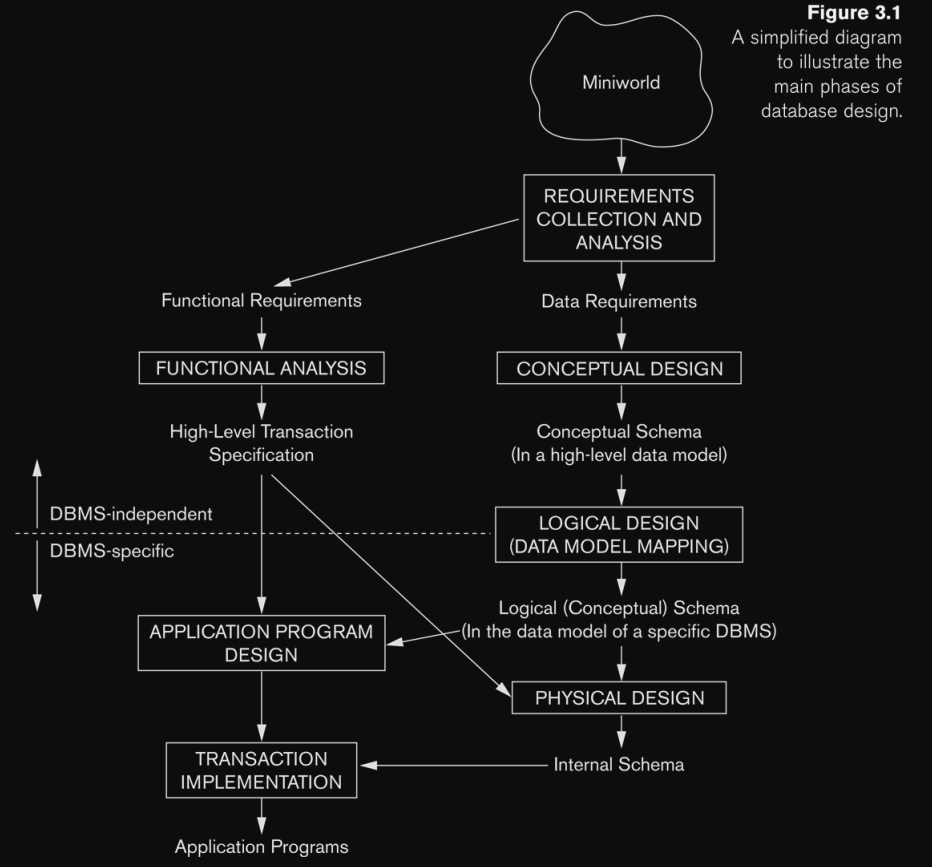 Figure 3.1
A simplified diagram
to illustrate the
main phases of
database design.
Miniworld
REQUIREMENTS
COLLECTION AND
ANALYSIS
Functional Requirements
Data Requirements
FUNCTIONAL ANALYSIS
CONCEPTUAL DESIGN
High-Level Transaction
Specification
Conceptual Schema
(In a high-level data model)
DBMS-independent
DBMS-specific
LOGICAL DESIGN
(DATA MODEL MAPPING)
Logical (Conceptual) Schema
(In the data model of a specific DBMS)
APPLICATION PROGRAM
DESIGN
PHYSICAL DESIGN
TRANSACTION
IMPLEMENTATION
Internal Schema
Application Programs